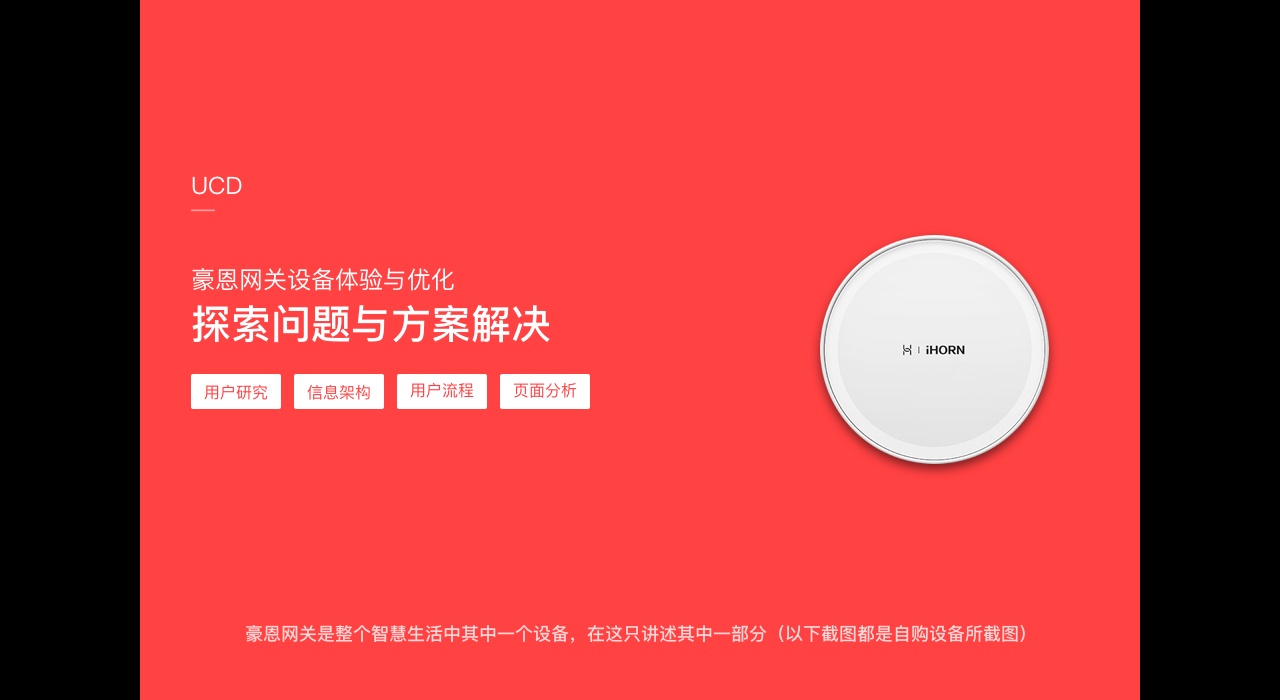 UCD
豪恩网关设备体验与优化
探索问题与方案解决
用户研究 信息架构 用户流程 页面分析
iHORN
豪恩网关是整个智慧生活中其中一个设备，在这只讲述其中一部分（以下截图都是自购设备所截图）